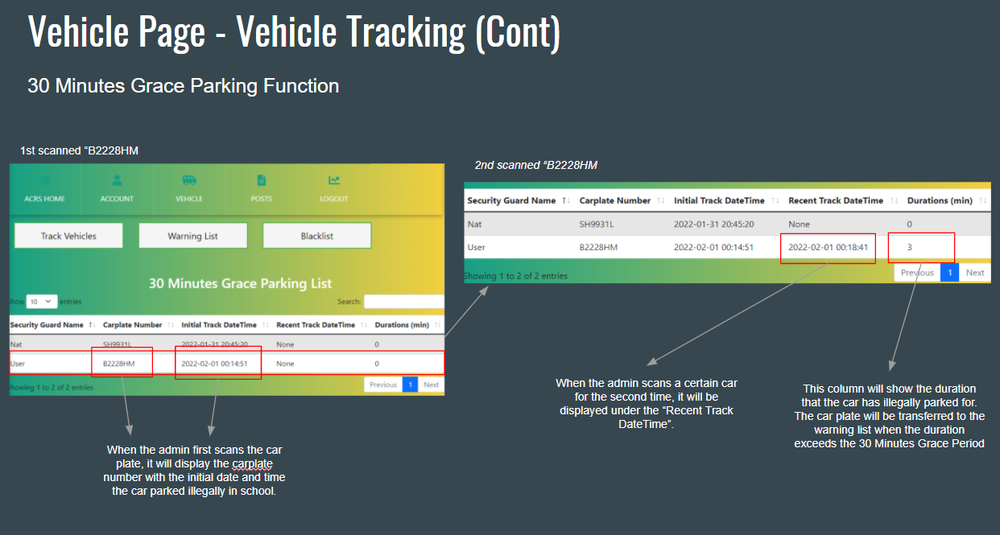 Vehicle Page - Vehicle Tracking (Cont)
30 Minutes Grace Parking Function
1st scanned “B2228HM
ACRS HOME ACCOUNT VEHICLE POSTS LOGOUT
Track Vehicles Warning List Blacklist
30 Minutes Grace Parking List
how 10 entries Search:
Security Guard Name Carplate Number Initial Track DateTime Recent Track DateTime Durations (min)
Nat SH9931L 2022-01-31 20:45:20 None 0
User B2228HM 2022-02-01 00:14:51 None 0
howing 1 to 2 of 2 entries Previous 1 Next
When the admin first scans the car
plate, it will display the carplate
number with the initial date and time
the car parked illegally in school.
2nd scanned “B2228HM
Security Guard Name Carplate Number Initial Track DateTime Recent Track DateTime Durations (min)
Nat SH9931L 2022-01-31 20:45:20 None 0
User B2228HM 2022-02-01 00:14:51 2022-02-01 00:18:41 3
Showing 1 to 2 of 2 entries Previous 1 Next
When the admin scans a certain car
for the second time, it will be
displayed under the “Recent Track
DateTime”.
This column will show the duration
that the car has illegally parked for.
The car plate will be transferred to the
warning list when the duration
exceeds the 30 Minutes Grace Period